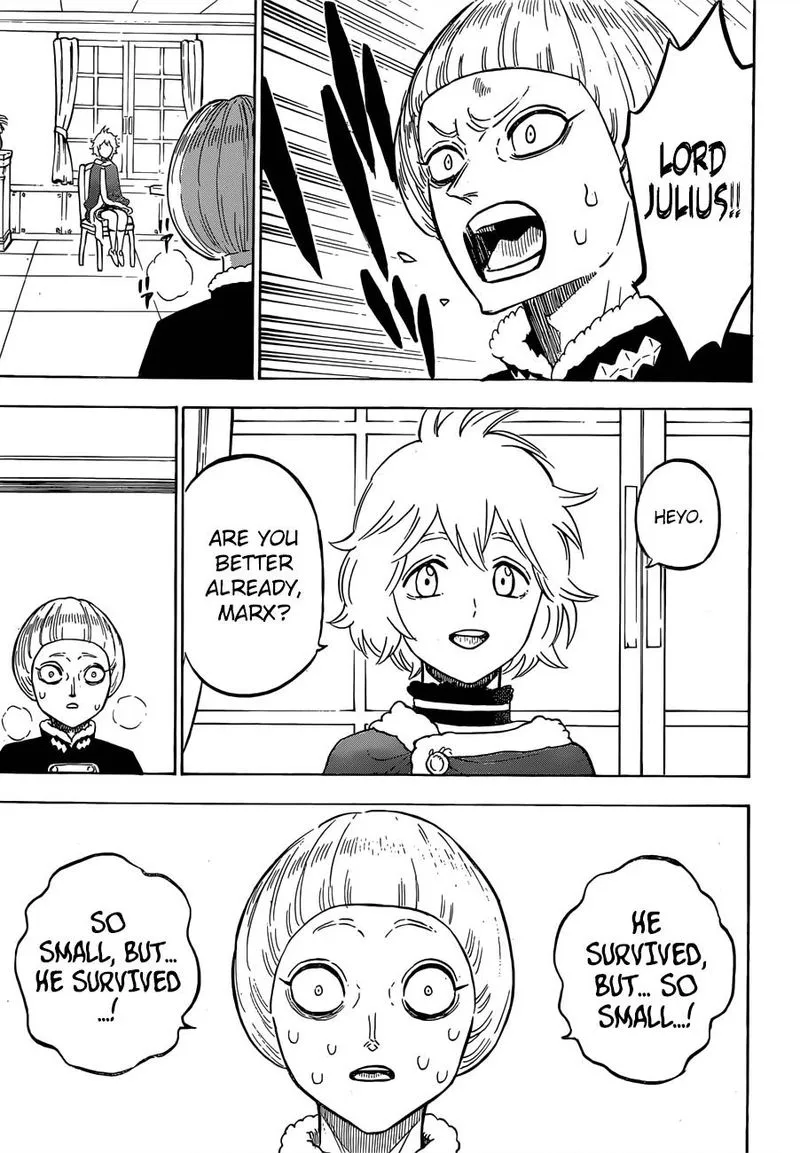 LORD
JULIUS!!
HEYO.
ARE YOU
BETTER
ALREADY,
MARX?
HE
SURVIVED,
BUT... SO
SMALL...!
SO
SMALL, BUT...
HE SURVIVED
...!